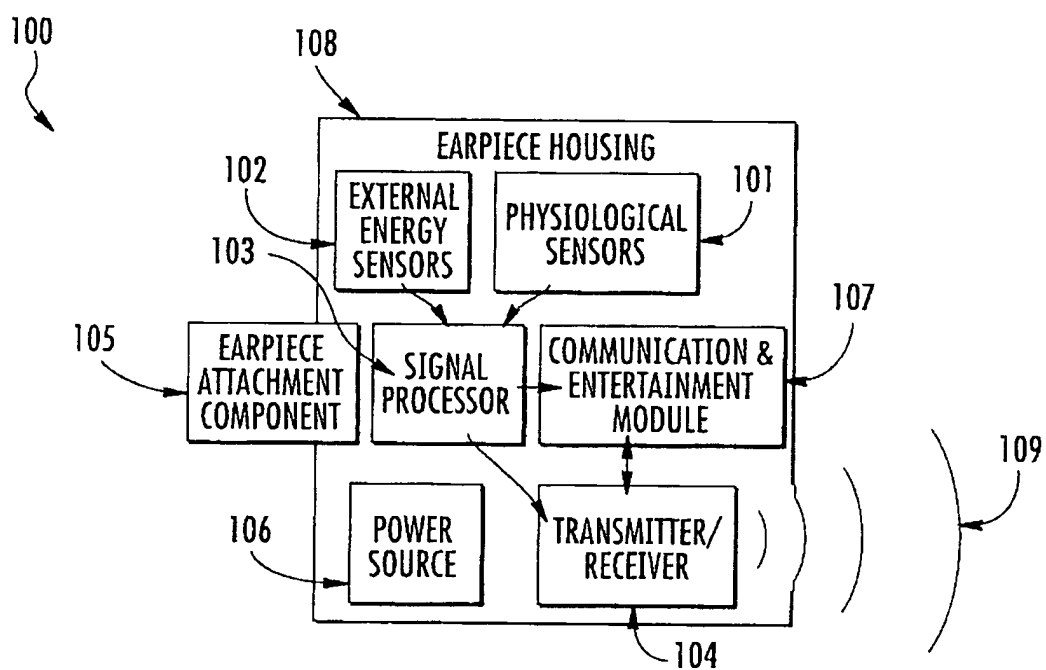 100
108
EARPIECE HOUSING
102
EXTERNAL
ENERGY
SENSORS
PHYSIOLOGICAL
SENSORS
101
103
107
105
EARPIECE
ATTACHMENT
COMPONENT
SIGNAL
PROCESSOR
COMMUNICATION &
ENTERTAINMENT
MODULE
109
106
POWER
SOURCE
TRANSMITTER/
RECEIVER
104